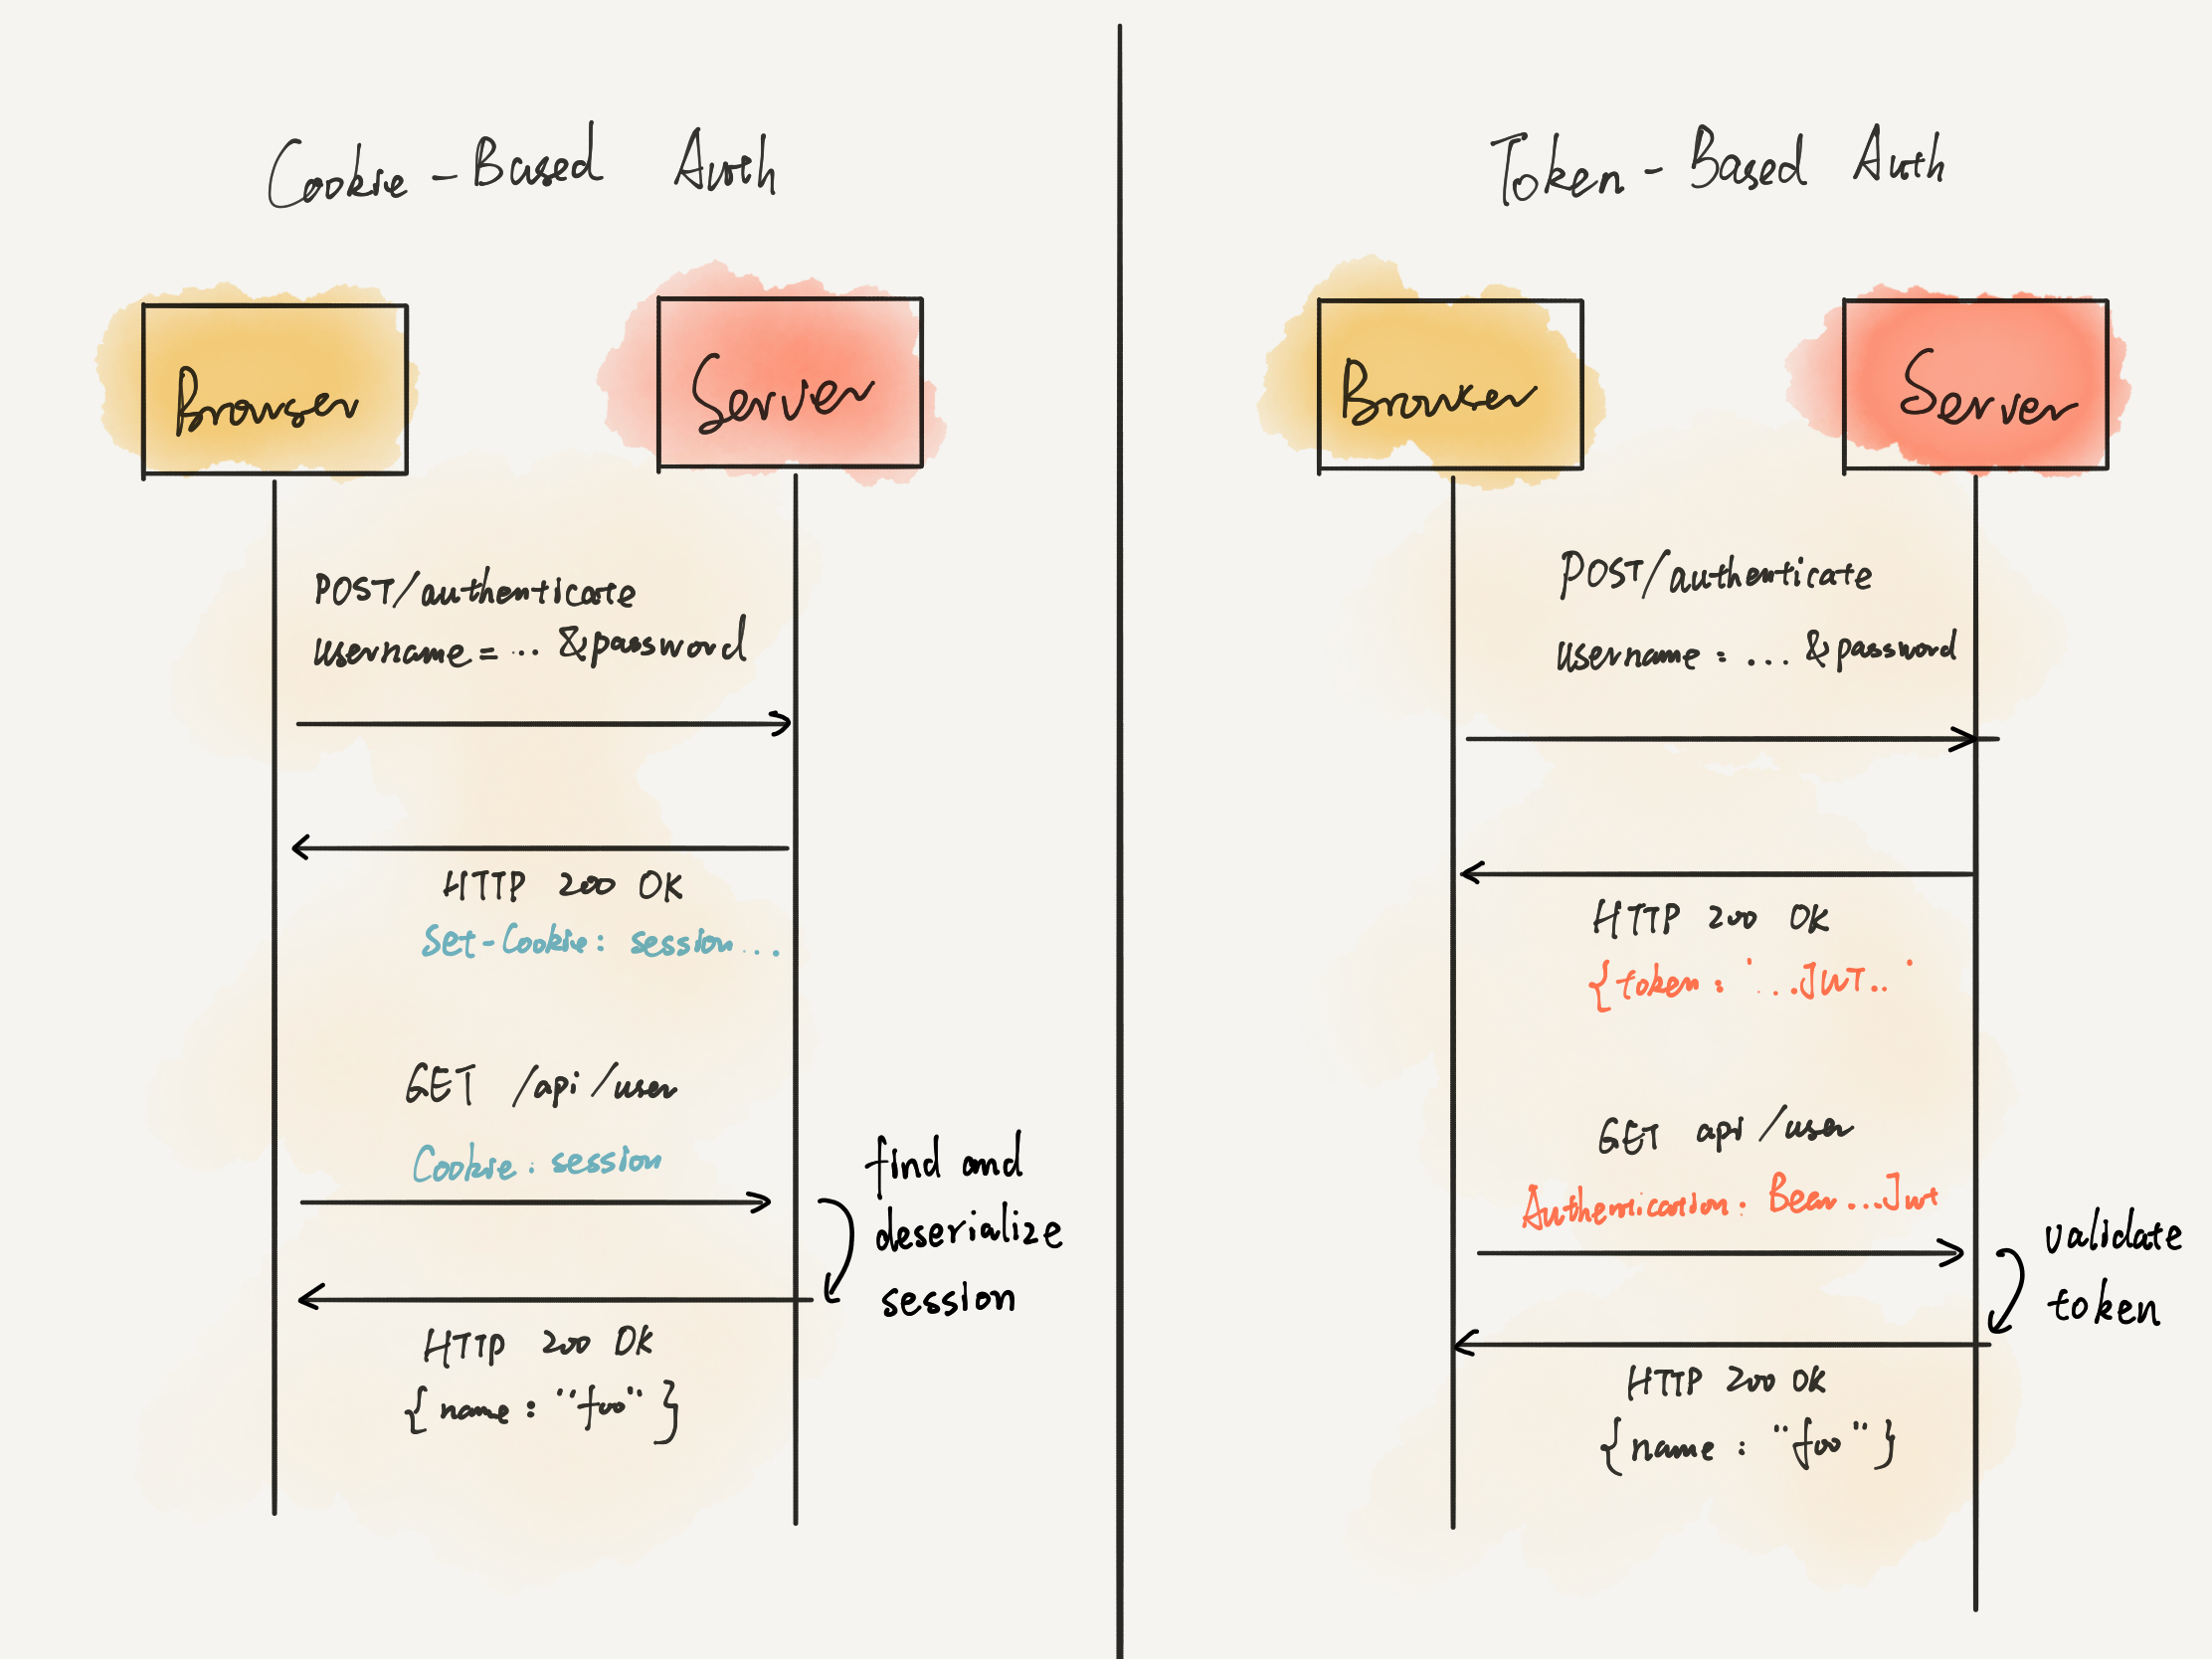 Cookie-Based Auth
Browser
Server
POST/authenticate
username = ... &password
HTTP 200 OK
Set-Cookie: session...
GET /api/user
Cookie: session
find and
deserialize
session
HTTP 200 OK
{name: "foo"}
Token-Based Auth
Browser
Server
POST/authenticate
username : ... &password
HTTP 200 OK
{token: '...JWT..'
GET api/user
Authentication: Bear...Jwt
validate
token
HTTP 200 OK
{name: "foo"}